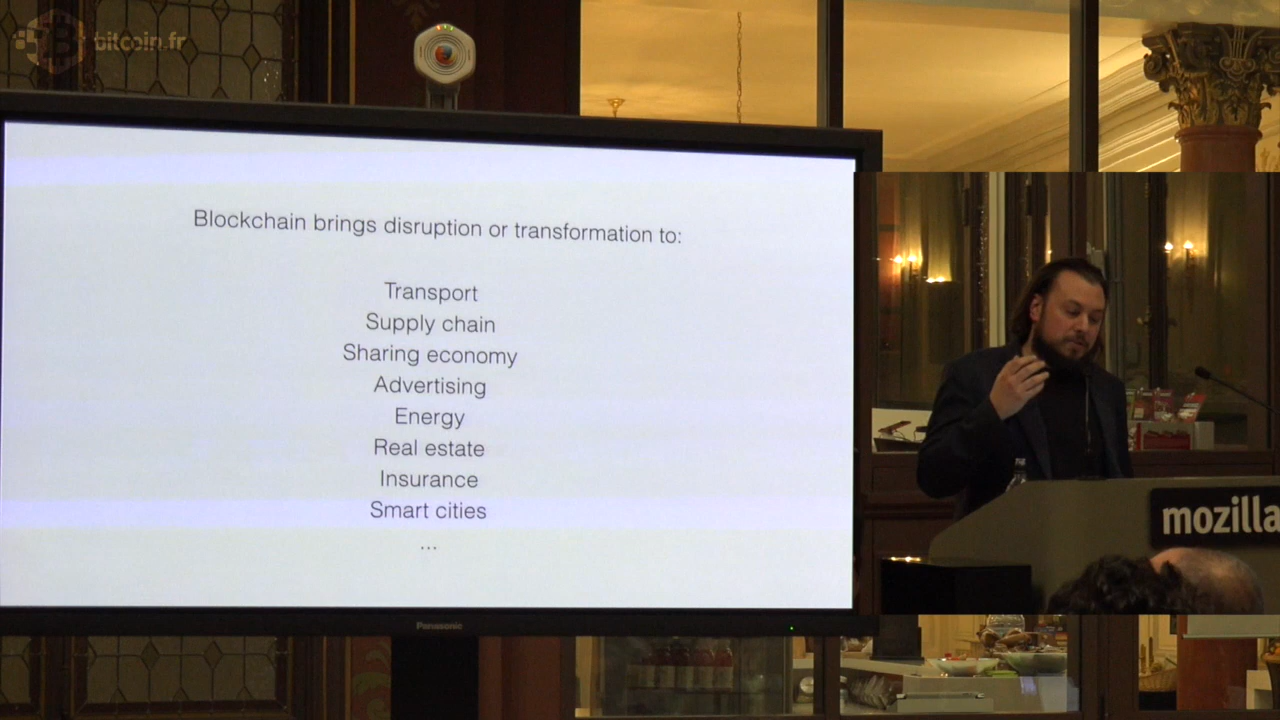 bitcoin.fr
Blockchain brings disruption or transformation to:
Transport
Supply chain
Sharing economy
Advertising
Energy
Real estate
Insurance
Smart cities
...
mozilla
Panasonic